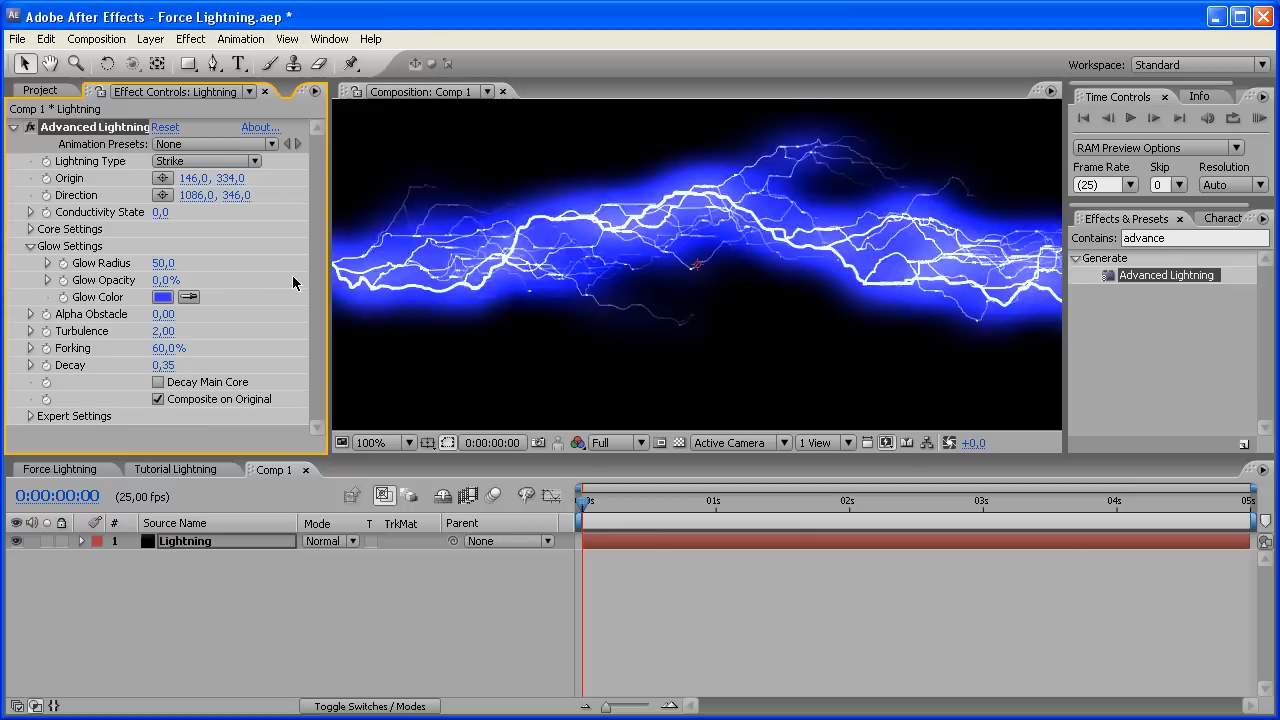 Adobe After Effects - Force Lightning.aep *
File Edit Composition Layer Effect Animation View Window Help
Workspace: Standard
Project Effect Controls: Lightning
Composition: Comp 1
Time Controls Info
Comp 1 * Lightning
Advanced Lightning Reset About...
Animation Presets: None
Lightning Type Strike
Origin 146,0, 334,0
Direction 1086,0, 346,0
Conductivity State 0,0
Core Settings
Glow Settings
Glow Radius 50,0
Glow Opacity 0,0%
Glow Color
Alpha Obstacle 0,00
Turbulence 2,00
Forking 60,0%
Decay 0,35
Decay Main Core
Composite on Original
Expert Settings
100% 0:00:00:00 Full Active Camera 1 View +0,0
RAM Preview Options
Frame Rate Skip Resolution
(25) 0 Auto
Effects & Presets Charact
Contains: advance
Generate
Advanced Lightning
Force Lightning Tutorial Lightning Comp 1
0:00:00:00 (25,00 fps)
0s 01s 02s 03s 04s 05s
# Source Name Mode T TrkMat Parent
1 Lightning Normal None
Toggle Switches / Modes